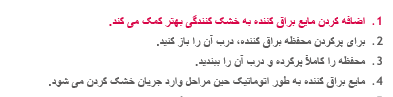 1. اضافه کردن مایع براق کننده به خشک کنندگی بهتر کمک می کند.
2. برای پرکردن محفظه براق کننده، درب آن را باز کنید.
3. محفظه را کاملاً پرکرده و درب آن را ببندید.
4. مایع براق کننده به طور اتوماتیک حین مراحل وارد جریان خشک کردن می شود.